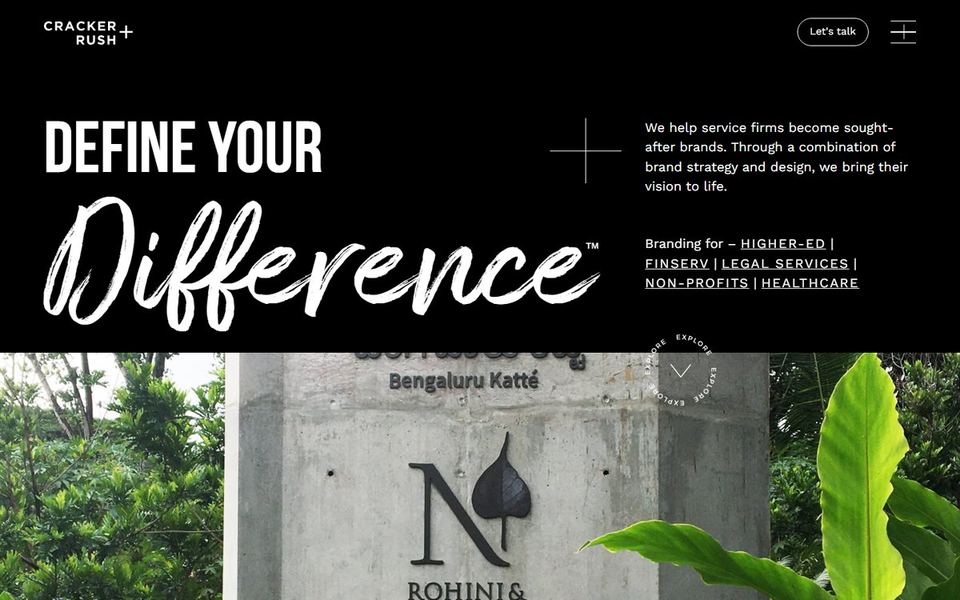 CRACKER
RUSH+
Let's talk
DEFINE YOUR
Difference™
We help service firms become sought-
after brands. Through a combination of
brand strategy and design, we bring their
vision to life.
Branding for – HIGHER-ED |
FINSERV | LEGAL SERVICES |
NON-PROFITS | HEALTHCARE
EXPLORE EXPLORE EXPLORE EXPLORE
Bengaluru Katté
N
ROHINI &